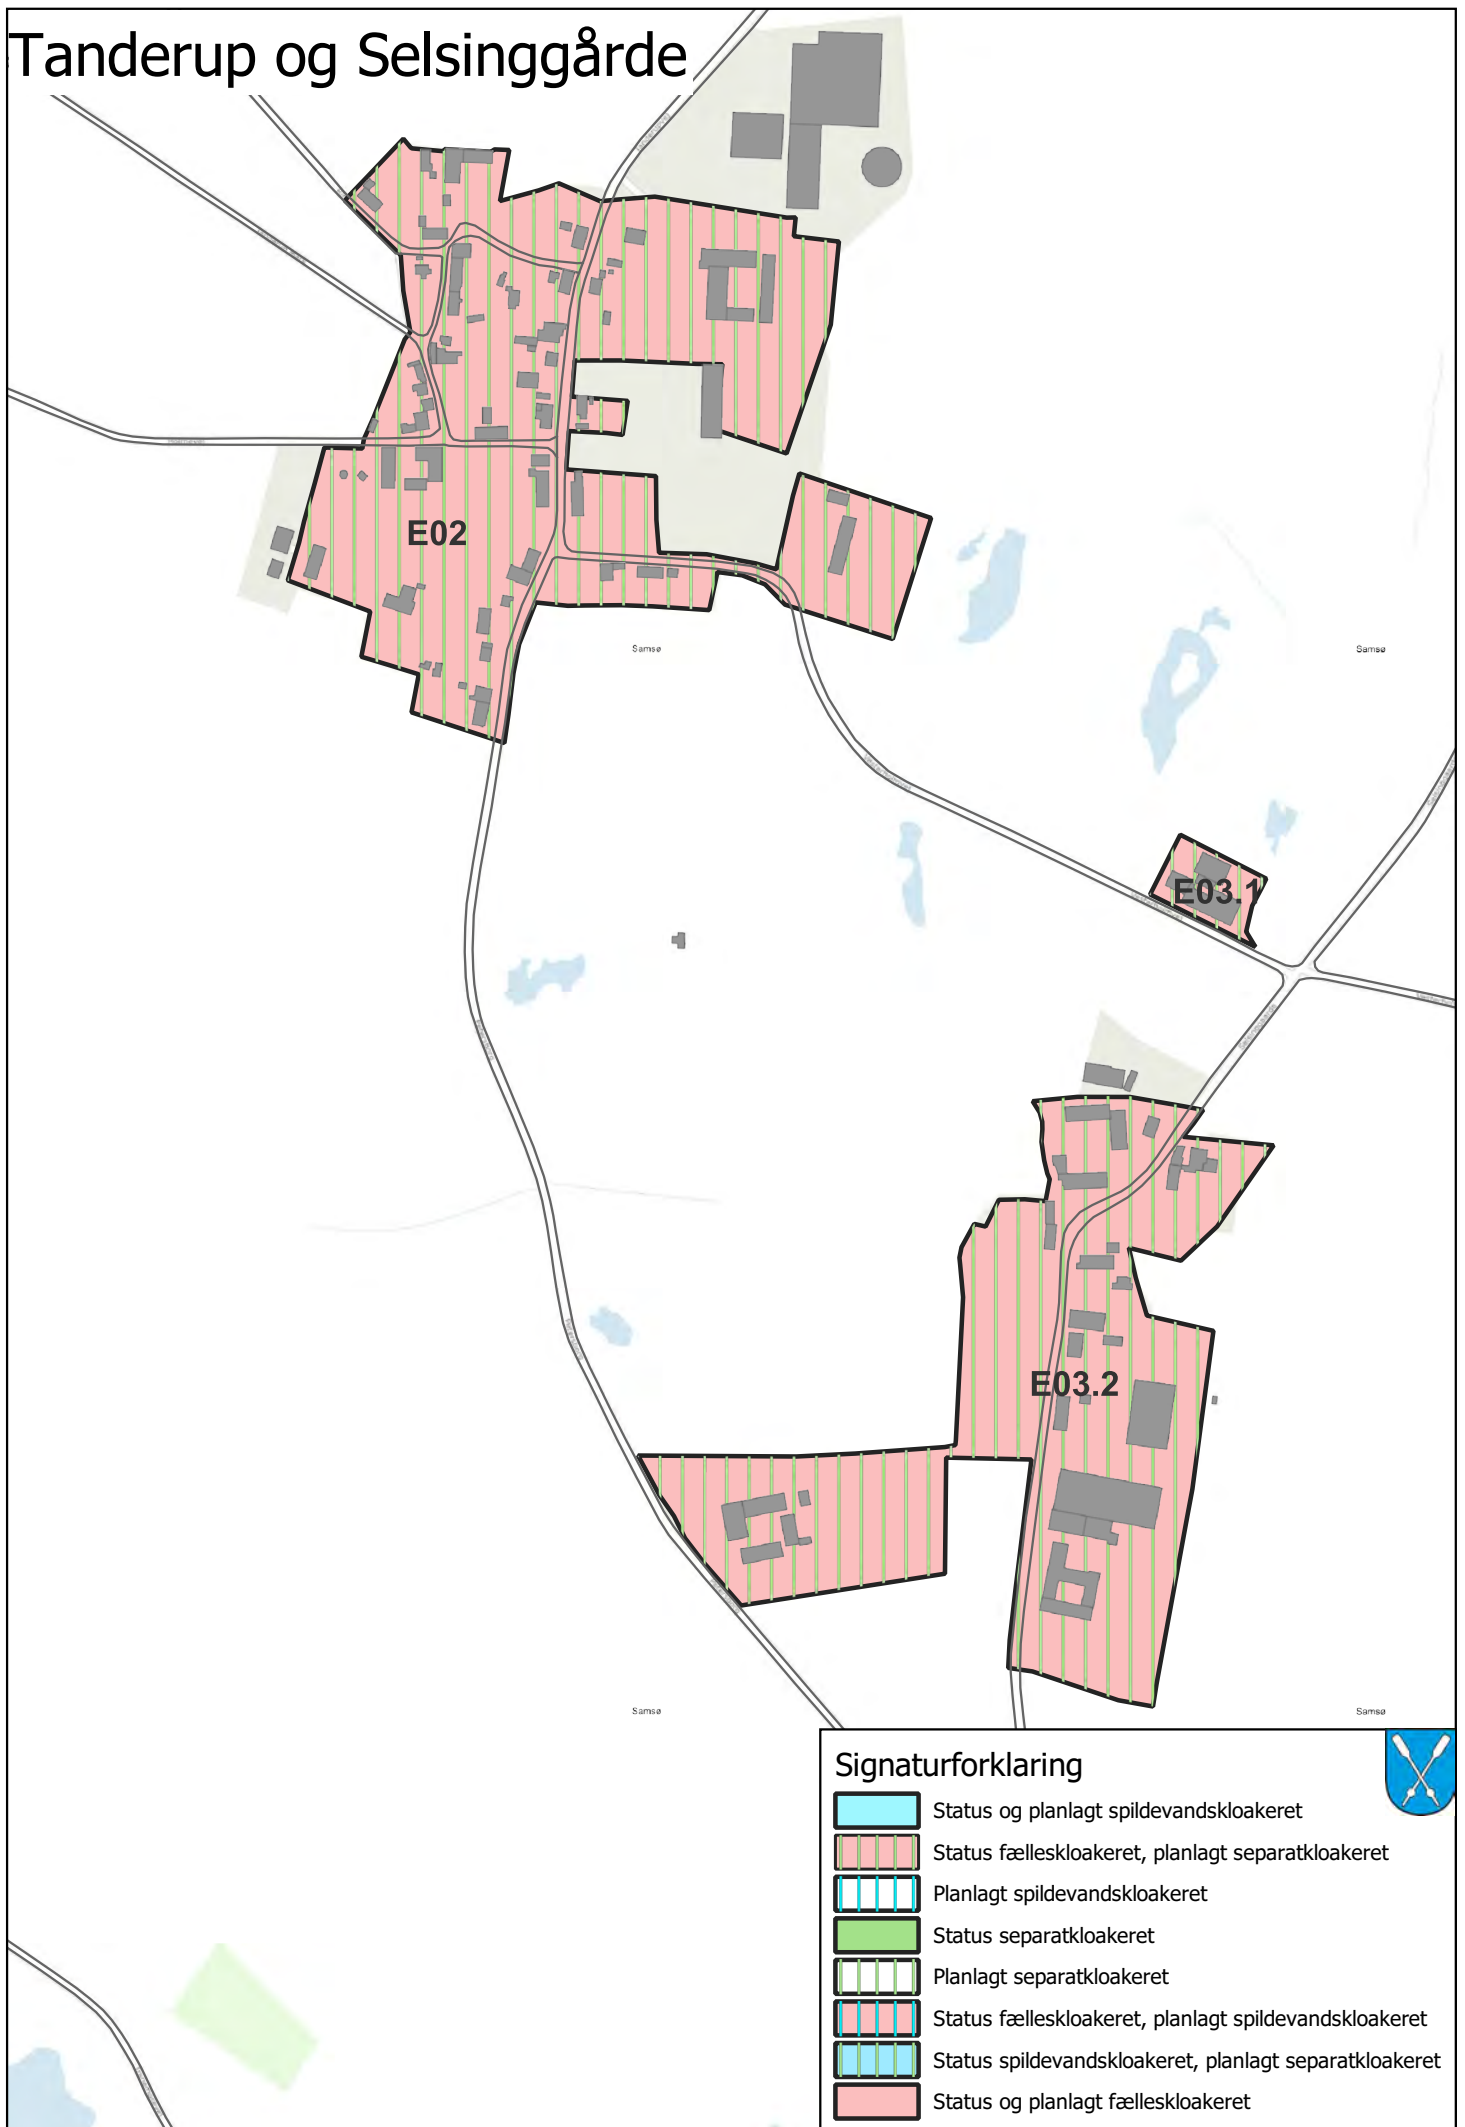 Tanderup og Selsinggårde
E02
Samsø
Samsø
E03.1
E03.2
Samsø
Samsø
Signaturforklaring
Status og planlagt spildevandskloakeret
Status fælleskloakeret, planlagt separatkloakeret
Planlagt spildevandskloakeret
Status separatkloakeret
Planlagt separatkloakeret
Status fælleskloakeret, planlagt spildevandskloakeret
Status spildevandskloakeret, planlagt separatkloakeret
Status og planlagt fælleskloakeret